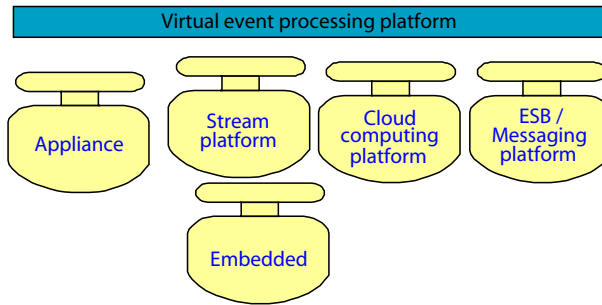 Virtual event processing platform
Appliance
Stream
platform
Cloud
computing
platform
ESB /
Messaging
platform
Embedded